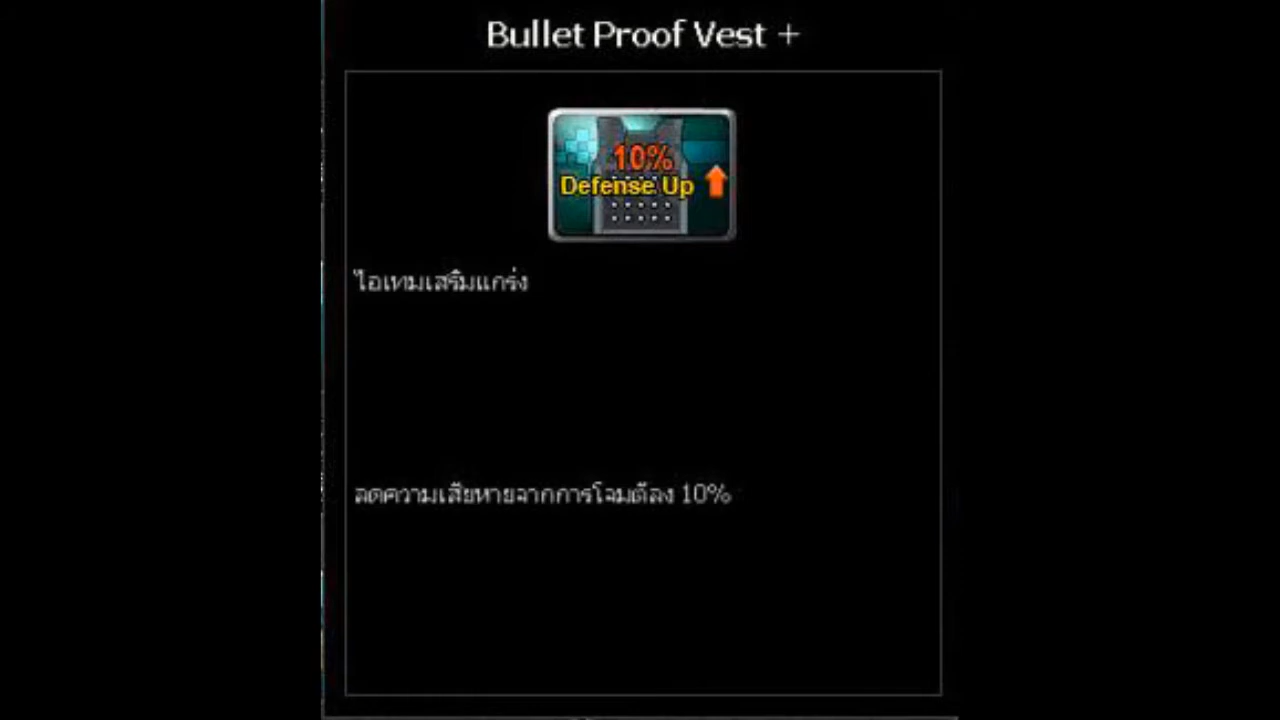 Bullet Proof Vest +
10%
Defense Up
ไอเทมเสริมแกร่ง
ลดความเสียหายจากการโจมตีลง 10%